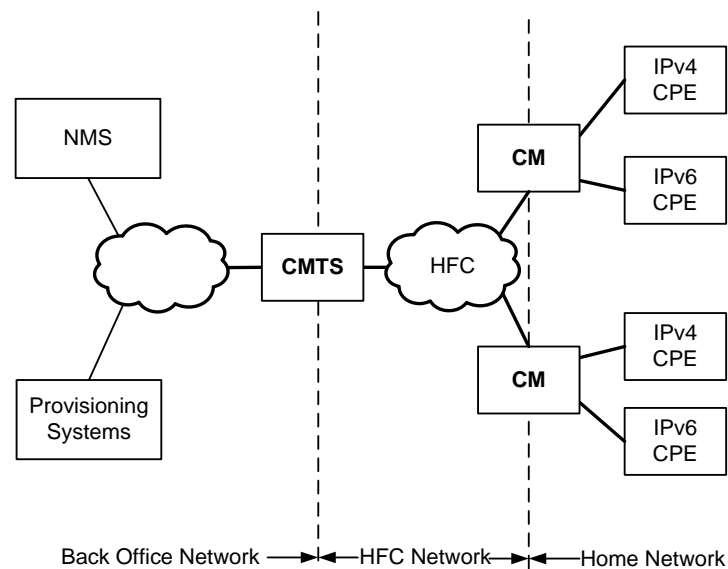 NMS
Provisioning
Systems
CMTS
HFC
CM
IPv4
CPE
IPv6
CPE
CM
IPv4
CPE
IPv6
CPE
Back Office Network
HFC Network
Home Network